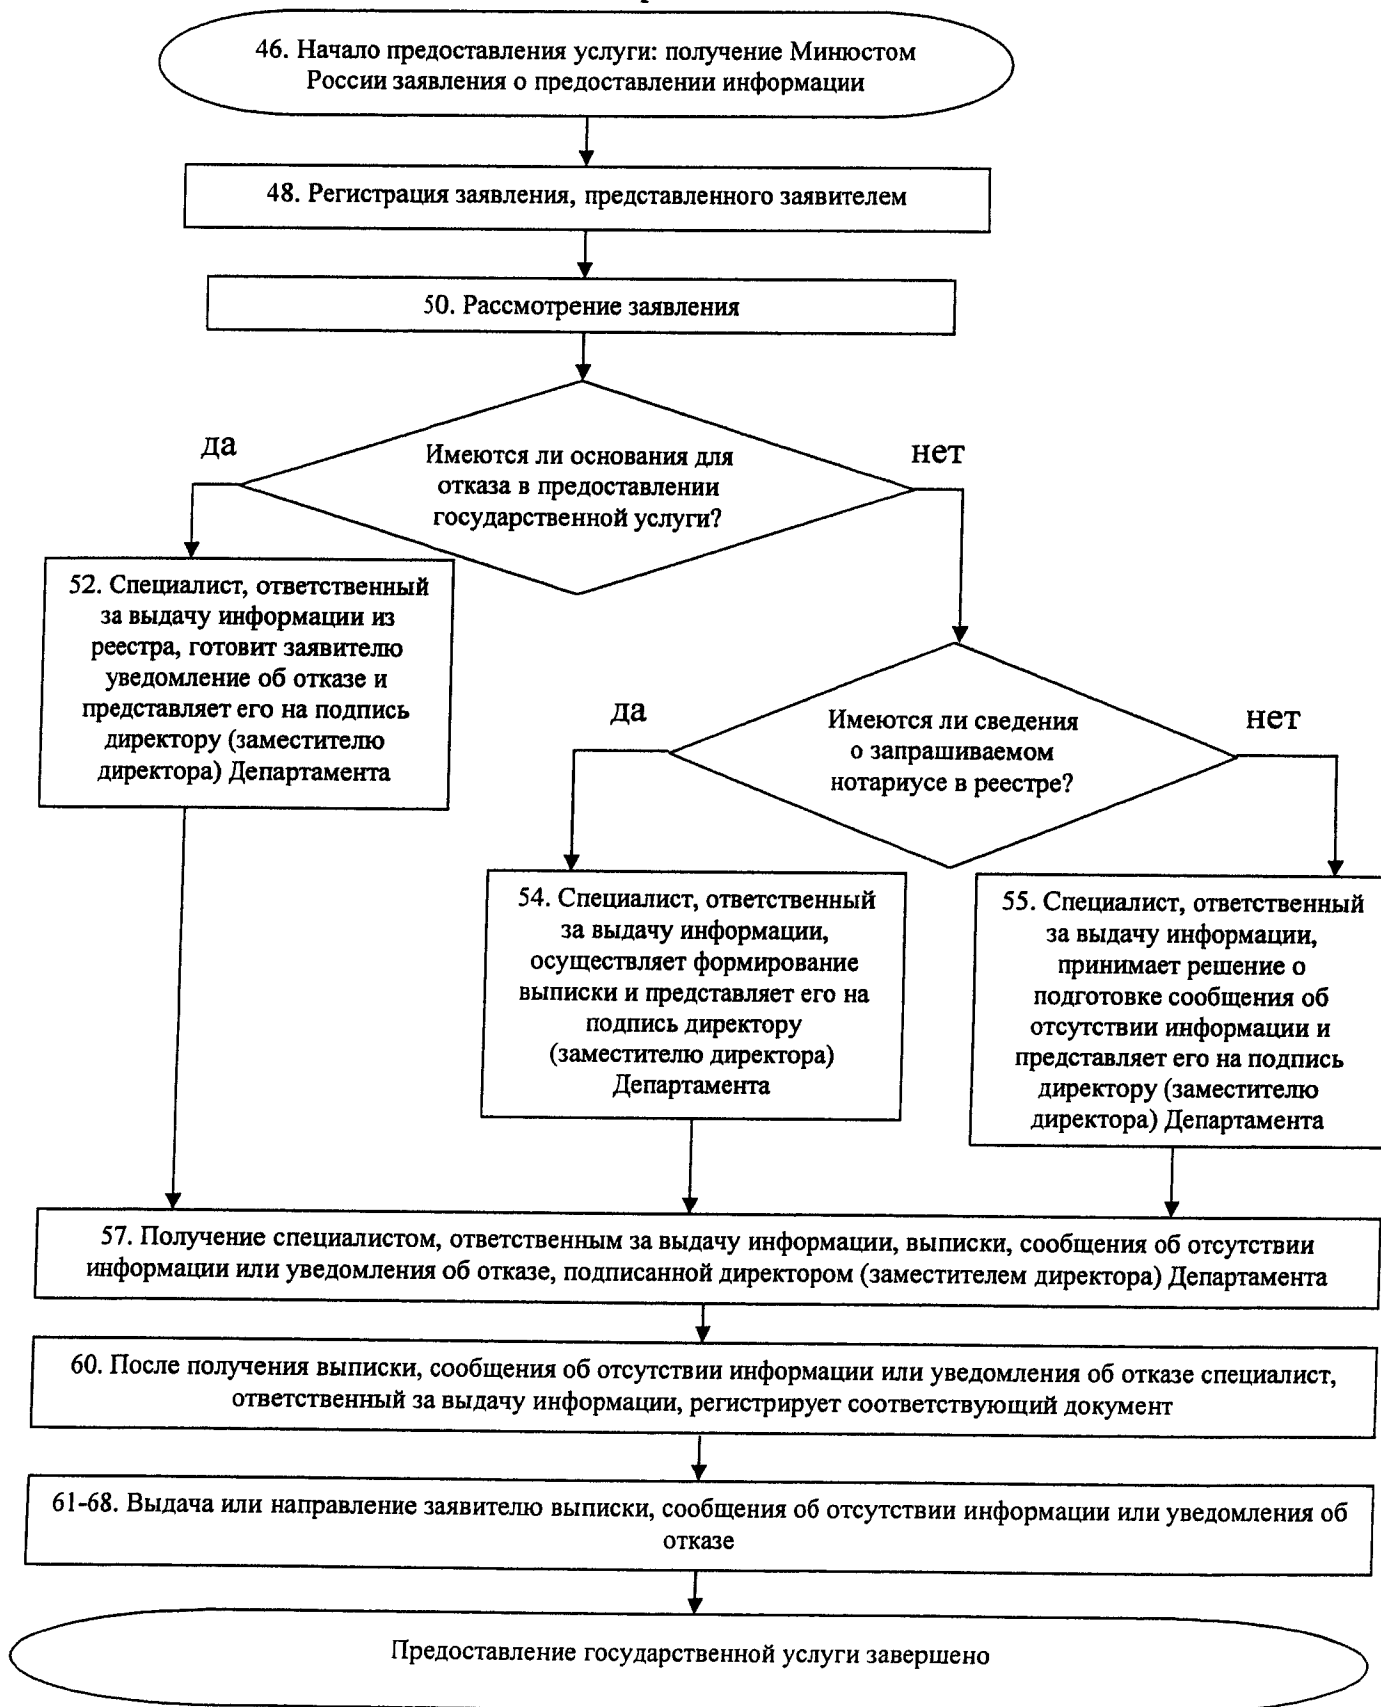 46. Начало предоставления услуги: получение Минюстом
России заявления о предоставлении информации
48. Регистрация заявления, представленного заявителем
50. Рассмотрение заявления
да
Имеются ли основания для
отказа в предоставлении
государственной услуги?
нет
52. Специалист, ответственный
за выдачу информации из
реестра, готовит заявителю
уведомление об отказе и
представляет его на подпись
директору (заместителю
директора) Департамента
да
Имеются ли сведения
о запрашиваемом
нотариусе в реестре?
нет
54. Специалист, ответственный
за выдачу информации,
осуществляет формирование
выписки и представляет его на
подпись директору
(заместителю директора)
Департамента
55. Специалист, ответственный
за выдачу информации,
принимает решение о
подготовке сообщения об
отсутствии информации и
представляет его на подпись
директору (заместителю
директора) Департамента
57. Получение специалистом, ответственным за выдачу информации, выписки, сообщения об отсутствии
информации или уведомления об отказе, подписанной директором (заместителем директора) Департамента
60. После получения выписки, сообщения об отсутствии информации или уведомления об отказе специалист,
ответственный за выдачу информации, регистрирует соответствующий документ
61-68. Выдача или направление заявителю выписки, сообщения об отсутствии информации или уведомления об
отказе
Предоставление государственной услуги завершено